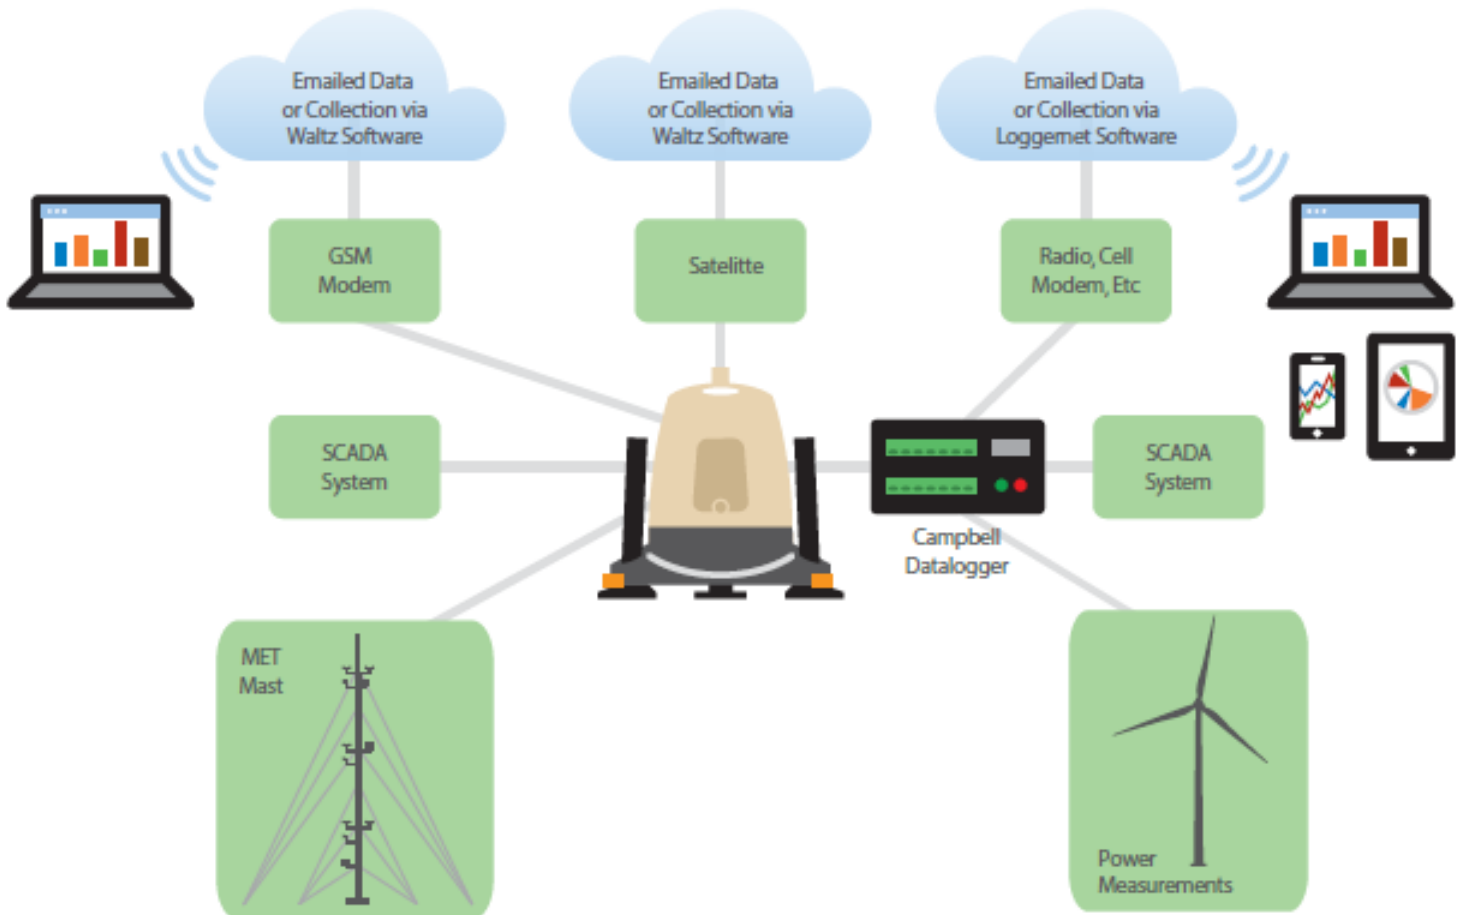 Emailed Data
or Collection via
Waltz Software
Emailed Data
or Collection via
Waltz Software
Emailed Data
or Collection via
Loggernet Software
GSM
Modem
Satelitte
Radio, Cell
Modem, Etc
SCADA
System
SCADA
System
Campbell
Datalogger
MET
Mast
Power
Measurements